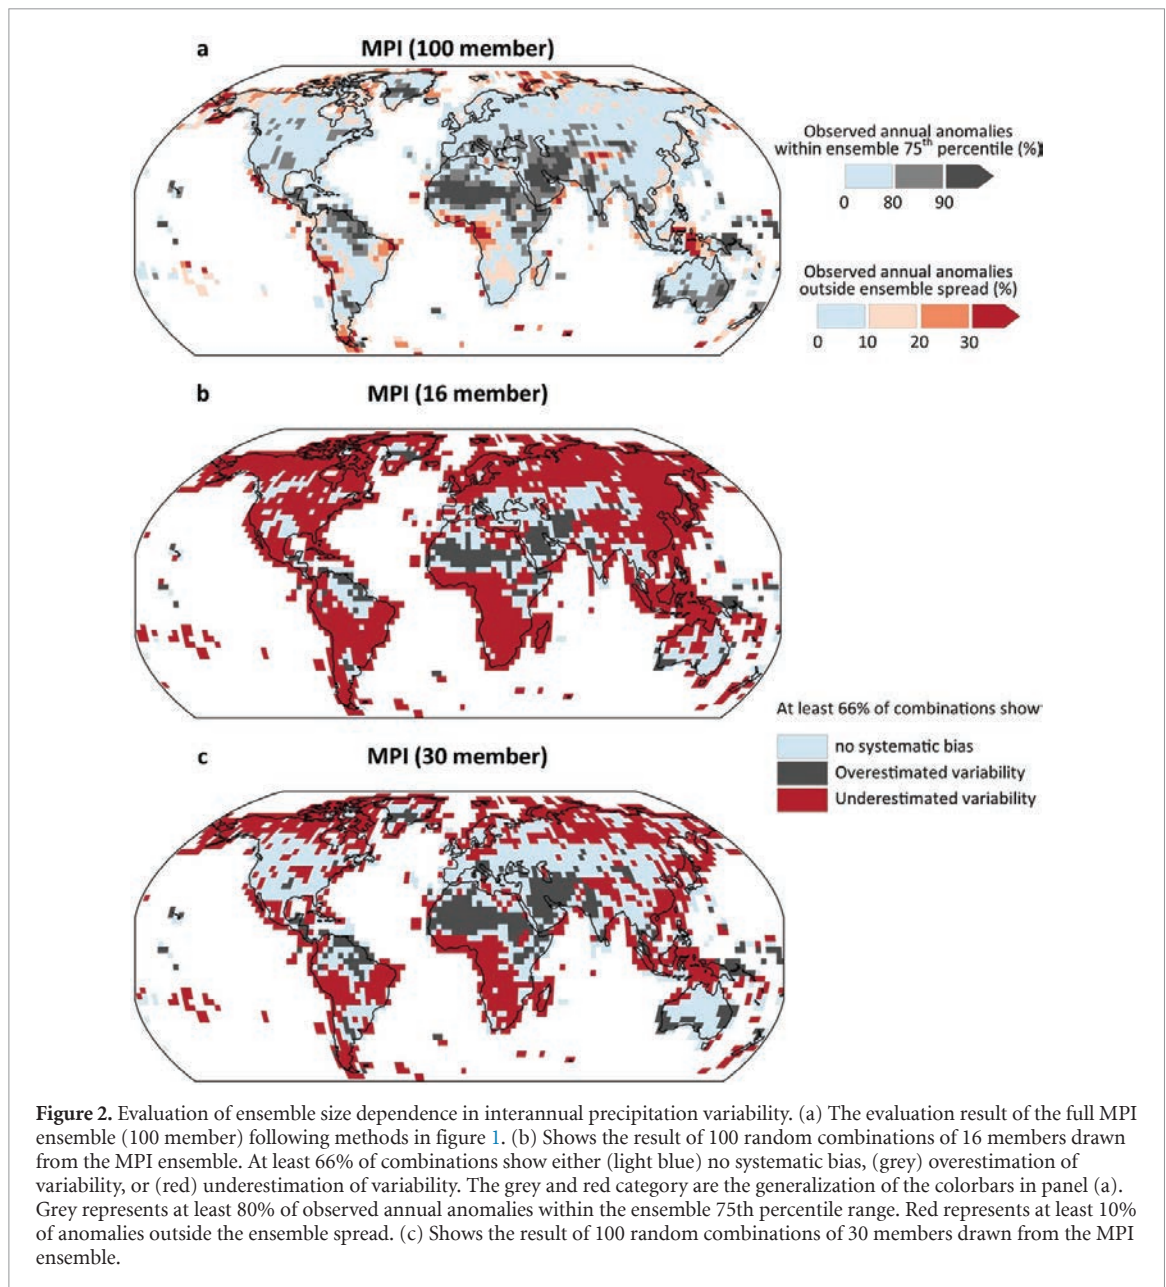 a
MPI (100 member)
Observed annual anomalies
within ensemble 75th percentile (%)
0 80 90
Observed annual anomalies
outside ensemble spread (%)
0 10 20 30
b
MPI (16 member)
At least 66% of combinations show
no systematic bias
Overestimated variability
Underestimated variability
c
MPI (30 member)
Figure 2. Evaluation of ensemble size dependence in interannual precipitation variability. (a) The evaluation result of the full MPI
ensemble (100 member) following methods in figure 1. (b) Shows the result of 100 random combinations of 16 members drawn
from the MPI ensemble. At least 66% of combinations show either (light blue) no systematic bias, (grey) overestimation of
variability, or (red) underestimation of variability. The grey and red category are the generalization of the colorbars in panel (a).
Grey represents at least 80% of observed annual anomalies within the ensemble 75th percentile range. Red represents at least 10%
of anomalies outside the ensemble spread. (c) Shows the result of 100 random combinations of 30 members drawn from the MPI
ensemble.